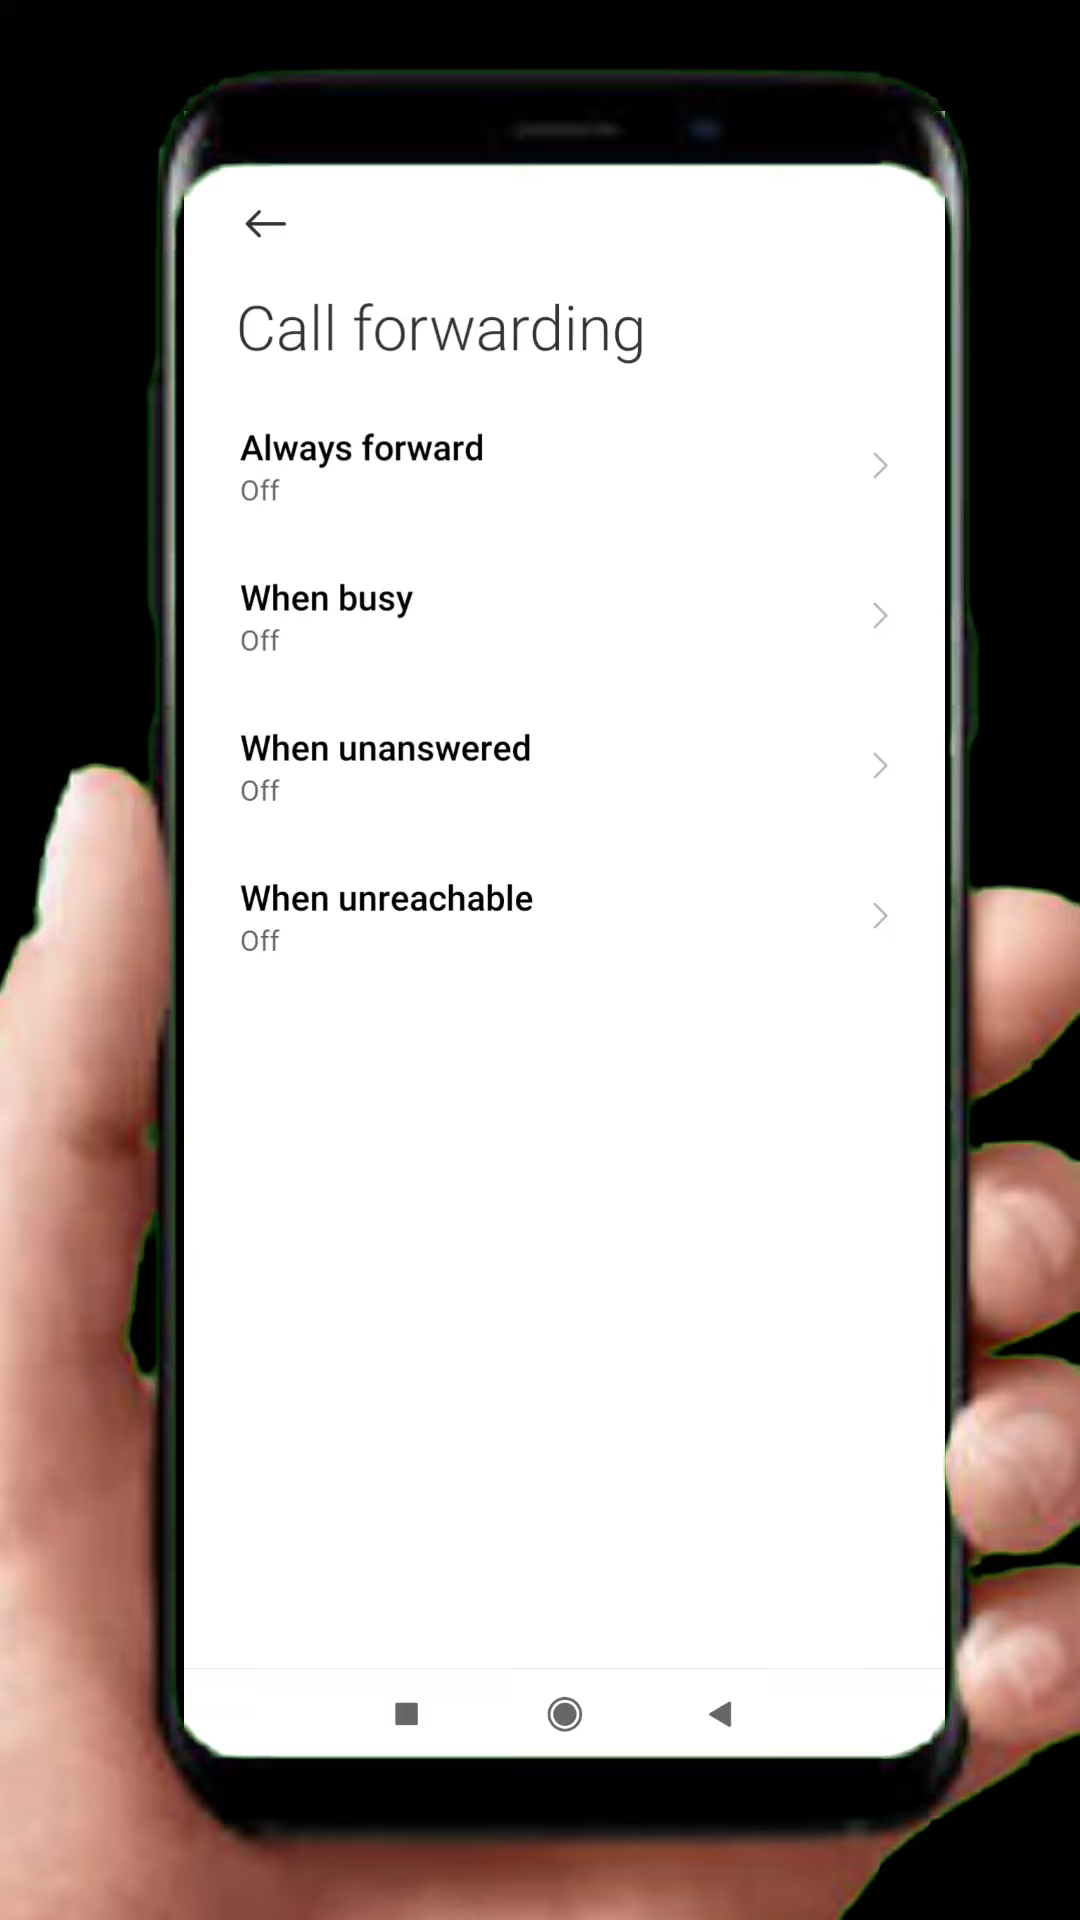 Call forwarding
Always forward
Off
When busy
Off
When unanswered
Off
When unreachable
Off